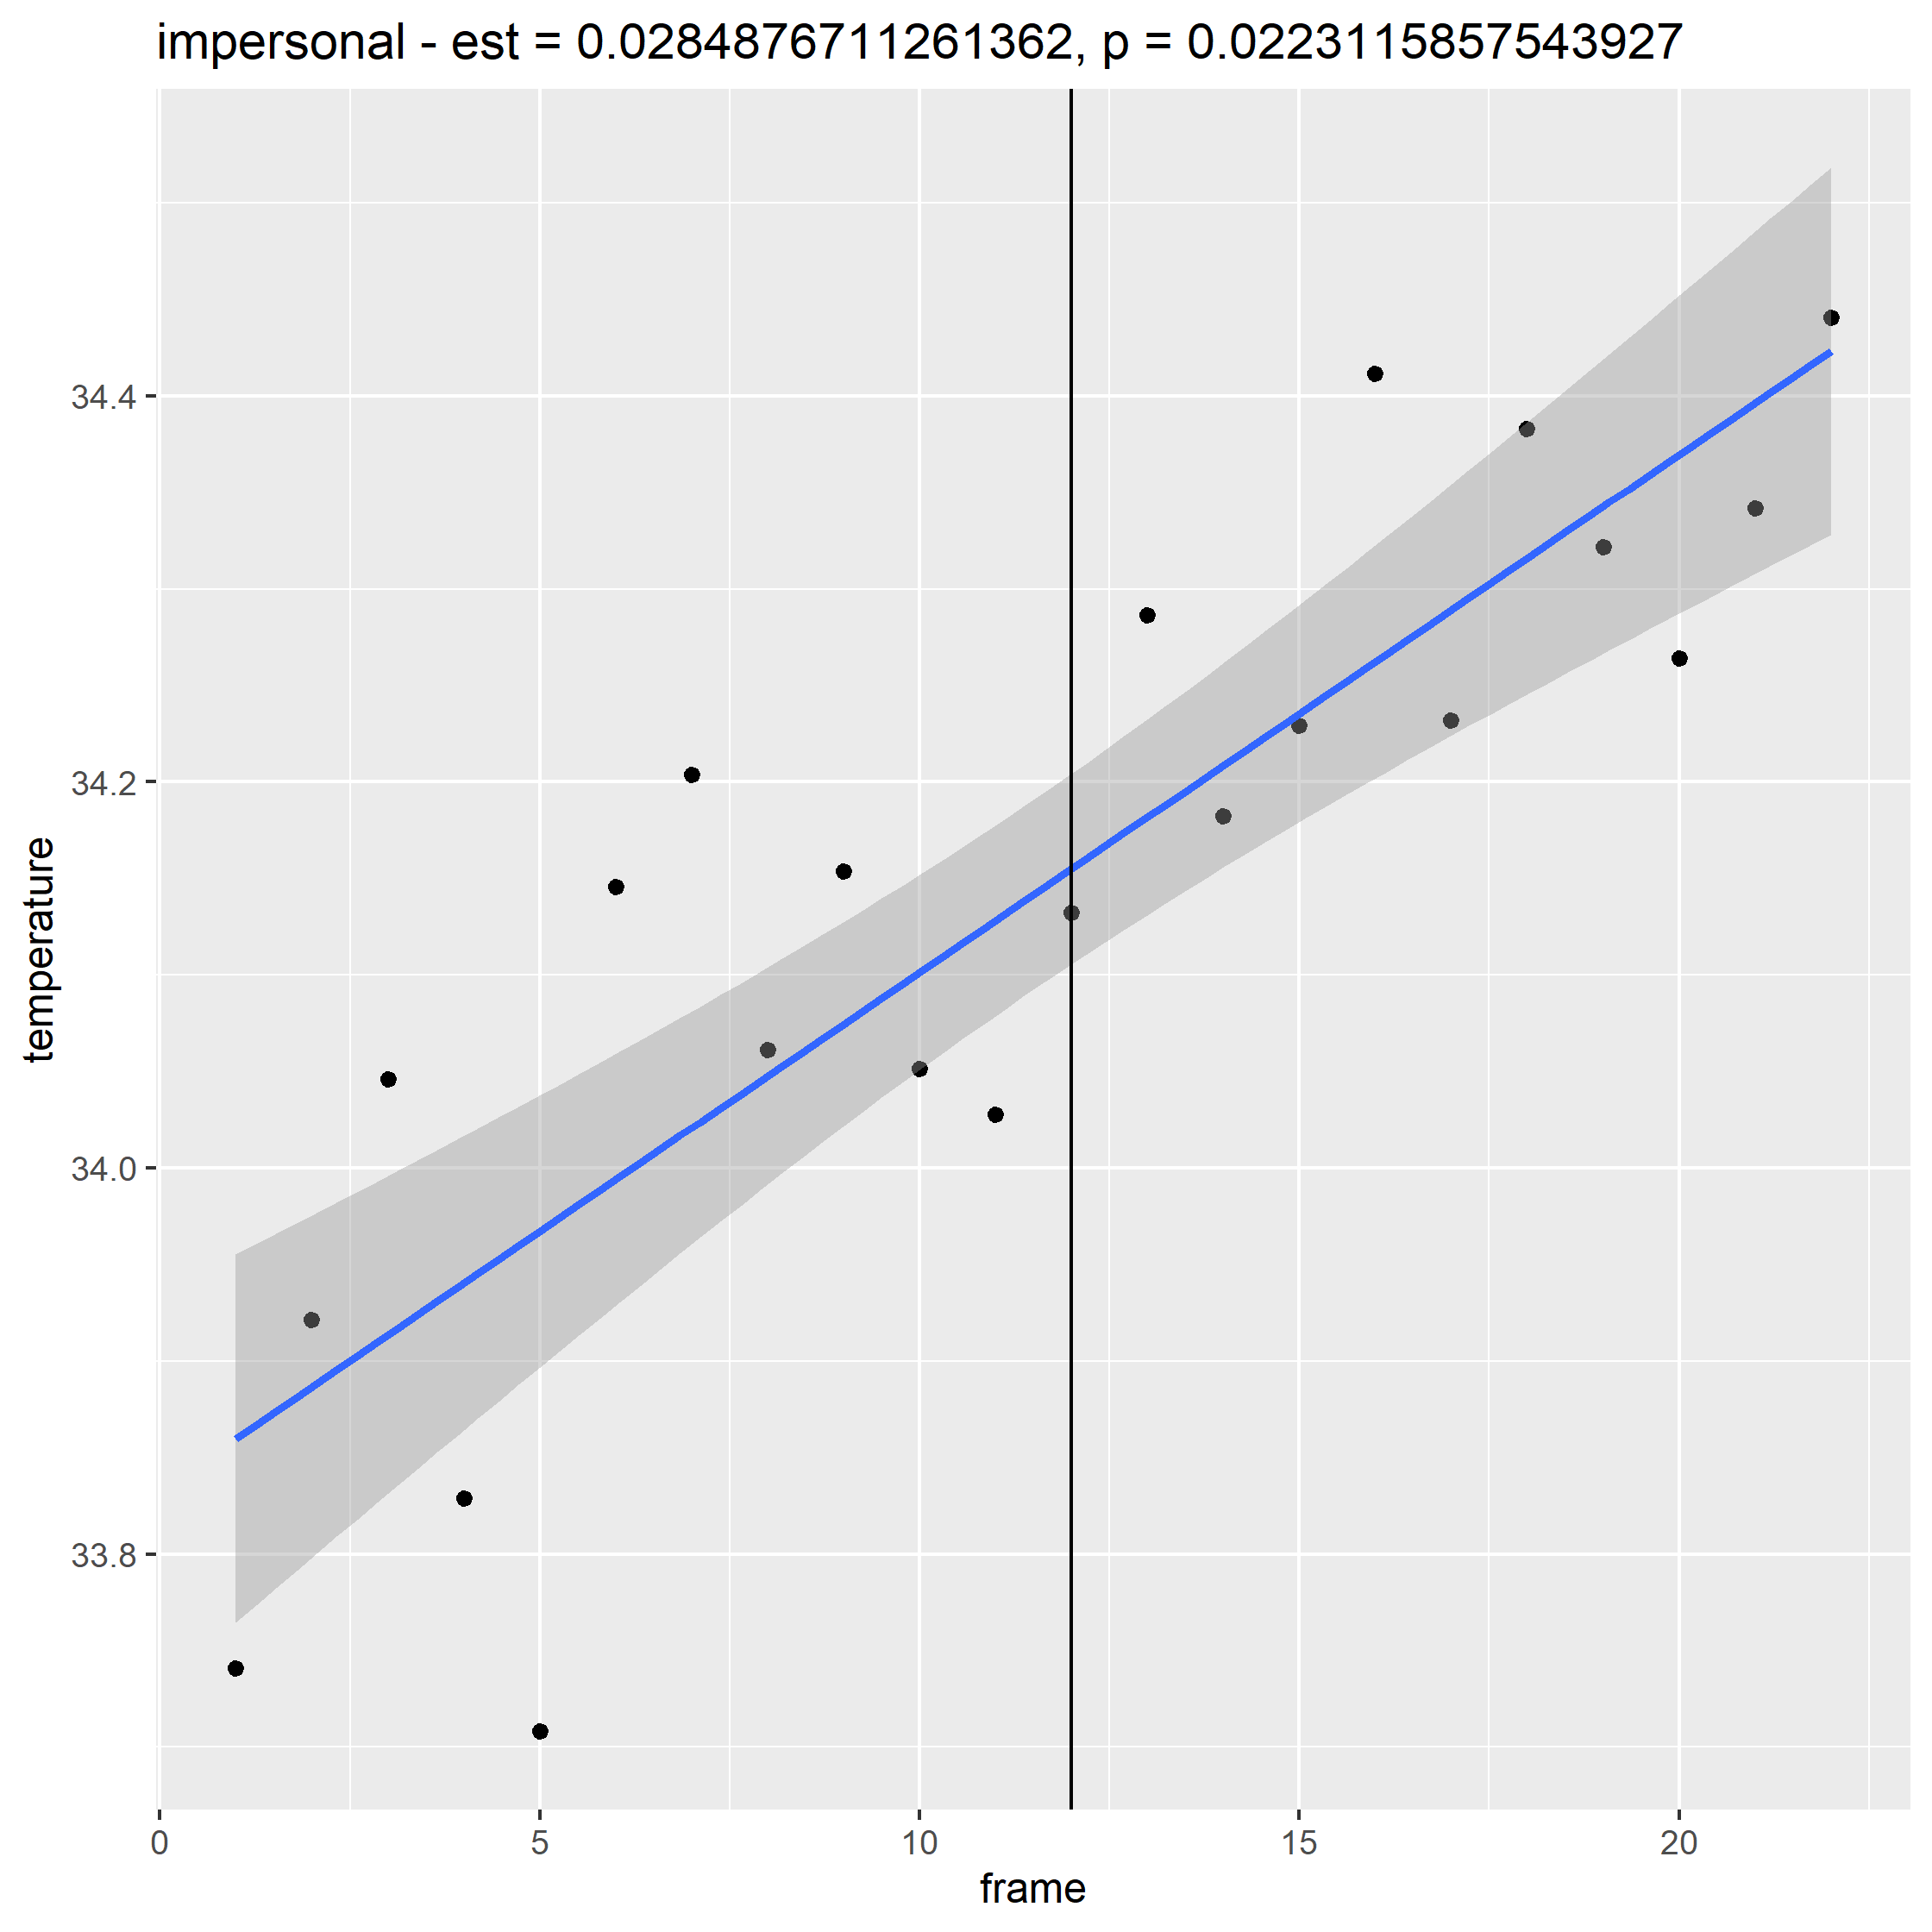 impersonal - est = 0.0284876711261362, p = 0.0223115857543927
34.4
34.2
34.0
33.8
temperature
0 5 10 15 20
frame